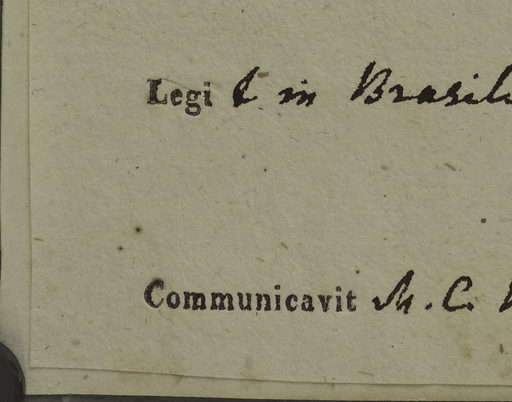 Legi t in Brasil
Communicavit M. C.